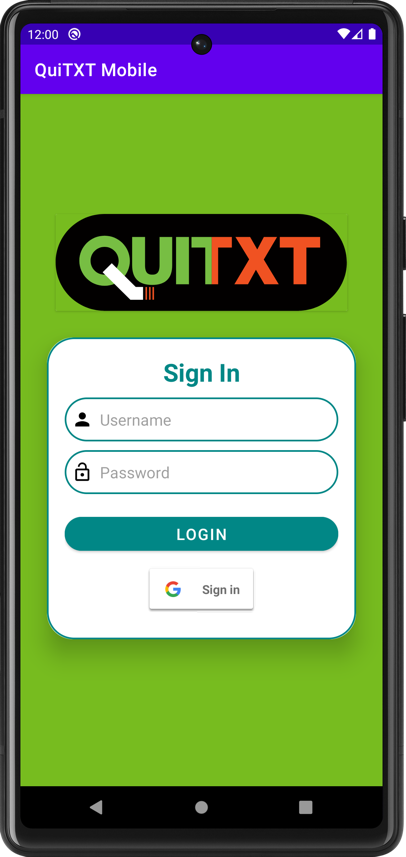 12:00
QuiTXT Mobile
QUITXT
Sign In
Username
Password
LOGIN
Sign in